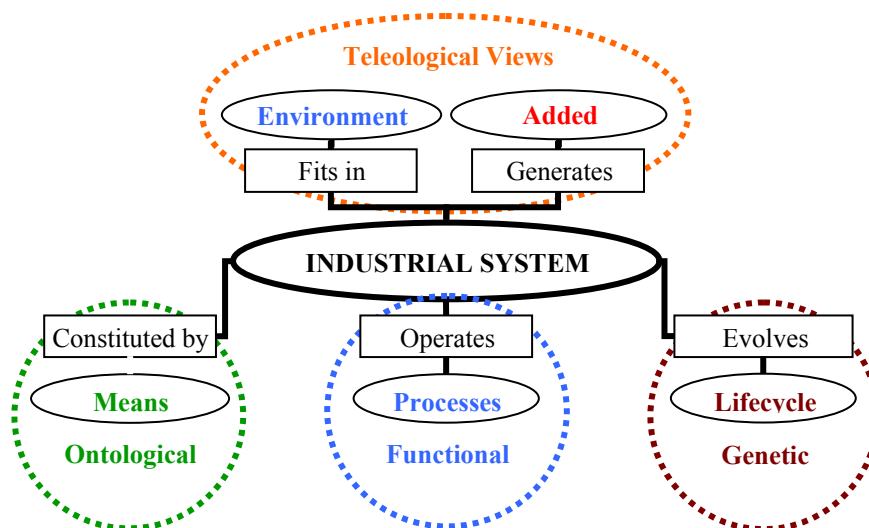 Teleological Views
Environment
Added
Fits in
Generates
INDUSTRIAL SYSTEM
Constituted by
Operates
Evolves
Means
Processes
Lifecycle
Ontological
Functional
Genetic